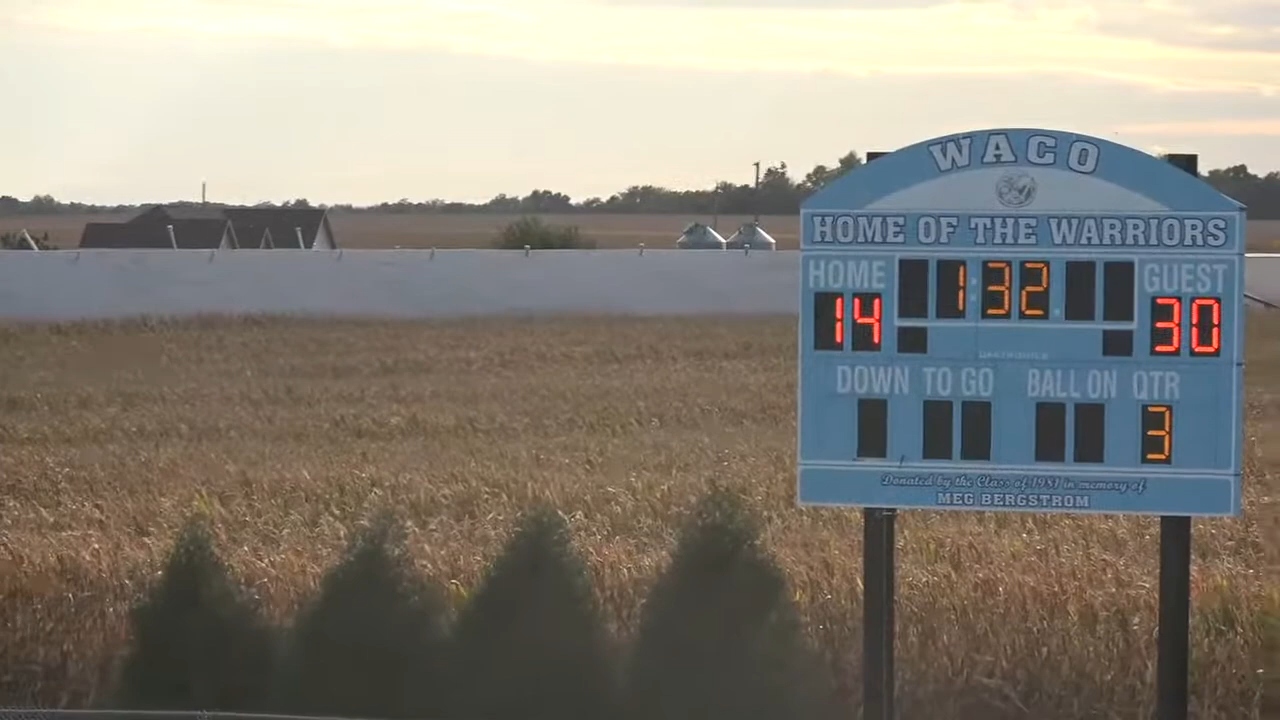 WACO
HOME OF THE WARRIORS
HOME 1:32 GUEST
14 30
DOWN TO GO BALL ON QTR
3
Donated by the Class of 1981 in memory of
MEG BERGSTROM